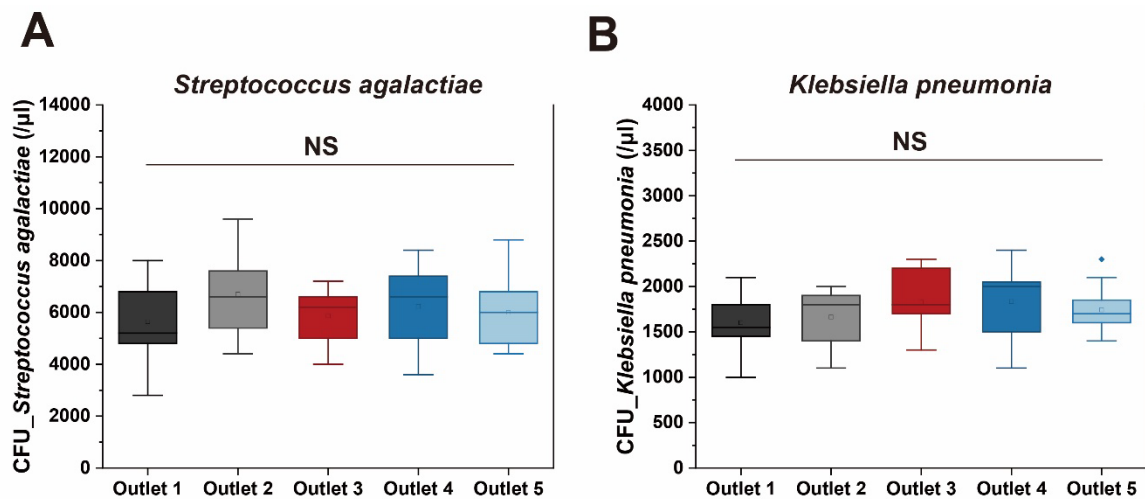 A
Streptococcus agalactiae
CFU_Streptococcus agalactiae (/μl)
14000
12000
10000
8000
6000
4000
2000
0
NS
Outlet 1 Outlet 2 Outlet 3 Outlet 4 Outlet 5
B
Klebsiella pneumonia
CFU_Klebsiella pneumonia (/μl)
4000
3500
3000
2500
2000
1500
1000
500
0
NS
Outlet 1 Outlet 2 Outlet 3 Outlet 4 Outlet 5